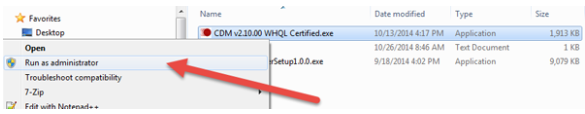 Name Date modified Type Size
Favorites
Desktop
CDM v2.10.00 WHQL Certified.exe 10/13/2014 4:17 PM Application 1,913 KB
Open
10/26/2014 8:46 AM Text Document 1 KB
Run as administrator
rSetup1.0.0.exe 9/18/2014 4:02 PM Application 9,079 KB
Troubleshoot compatibility
7-Zip
Edit with Notepad++